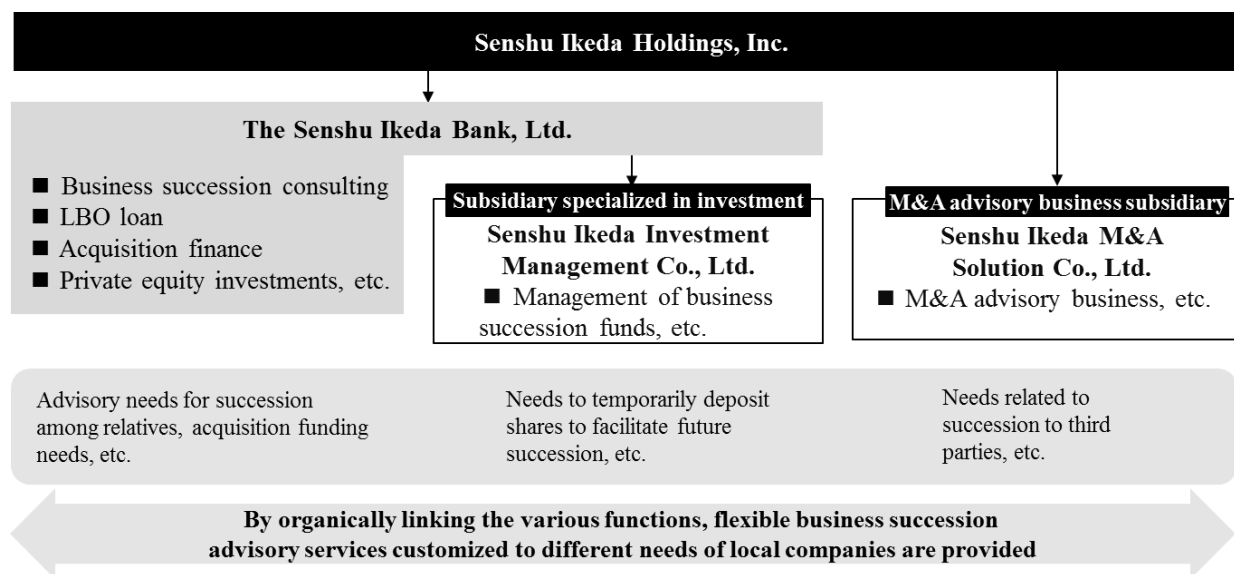 Senshu Ikeda Holdings, Inc.
The Senshu Ikeda Bank, Ltd.
■ Business succession consulting
■ LBO loan
■ Acquisition finance
■ Private equity investments, etc.
Subsidiary specialized in investment
Senshu Ikeda Investment
Management Co., Ltd.
■ Management of business
succession funds, etc.
M&A advisory business subsidiary
Senshu Ikeda M&A
Solution Co., Ltd.
■ M&A advisory business, etc.
Advisory needs for succession
among relatives, acquisition funding
needs, etc.
Needs to temporarily deposit
shares to facilitate future
succession, etc.
Needs related to
succession to third
parties, etc.
By organically linking the various functions, flexible business succession
advisory services customized to different needs of local companies are provided